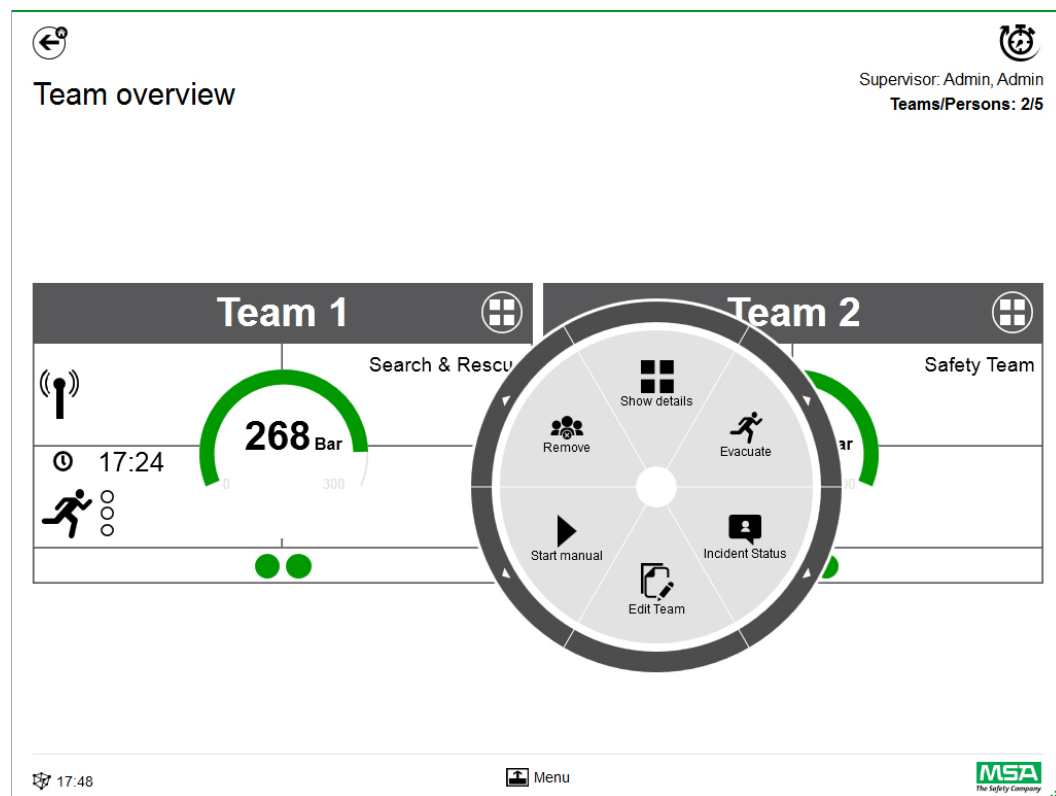 Team overview
Supervisor: Admin, Admin
Teams/Persons: 2/5
Team 1
Team 2
Search & Rescu
Safety Team
268 Bar
0
300
17:24
ar
00
Show details
Remove
Evacuate
Start manual
Incident Status
Edit Team
17:48
Menu
MSA
The Safety Company